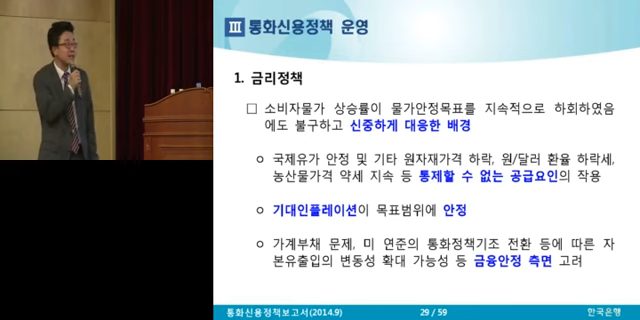 Ⅲ 통화신용정책 운영
1. 금리정책
□ 소비자물가 상승률이 물가안정목표를 지속적으로 하회하였음
에도 불구하고 신중하게 대응한 배경
○ 국제유가 안정 및 기타 원자재가격 하락, 원/달러 환율 하락세,
농산물가격 약세 지속 등 통제할 수 없는 공급요인의 작용
○ 기대인플레이션이 목표범위에 안정
○ 가계부채 문제, 미 연준의 통화정책기조 전환 등에 따른 자
본유출입의 변동성 확대 가능성 등 금융안정 측면 고려
통화신용정책보고서(2014.9) 29 / 59 한국은행